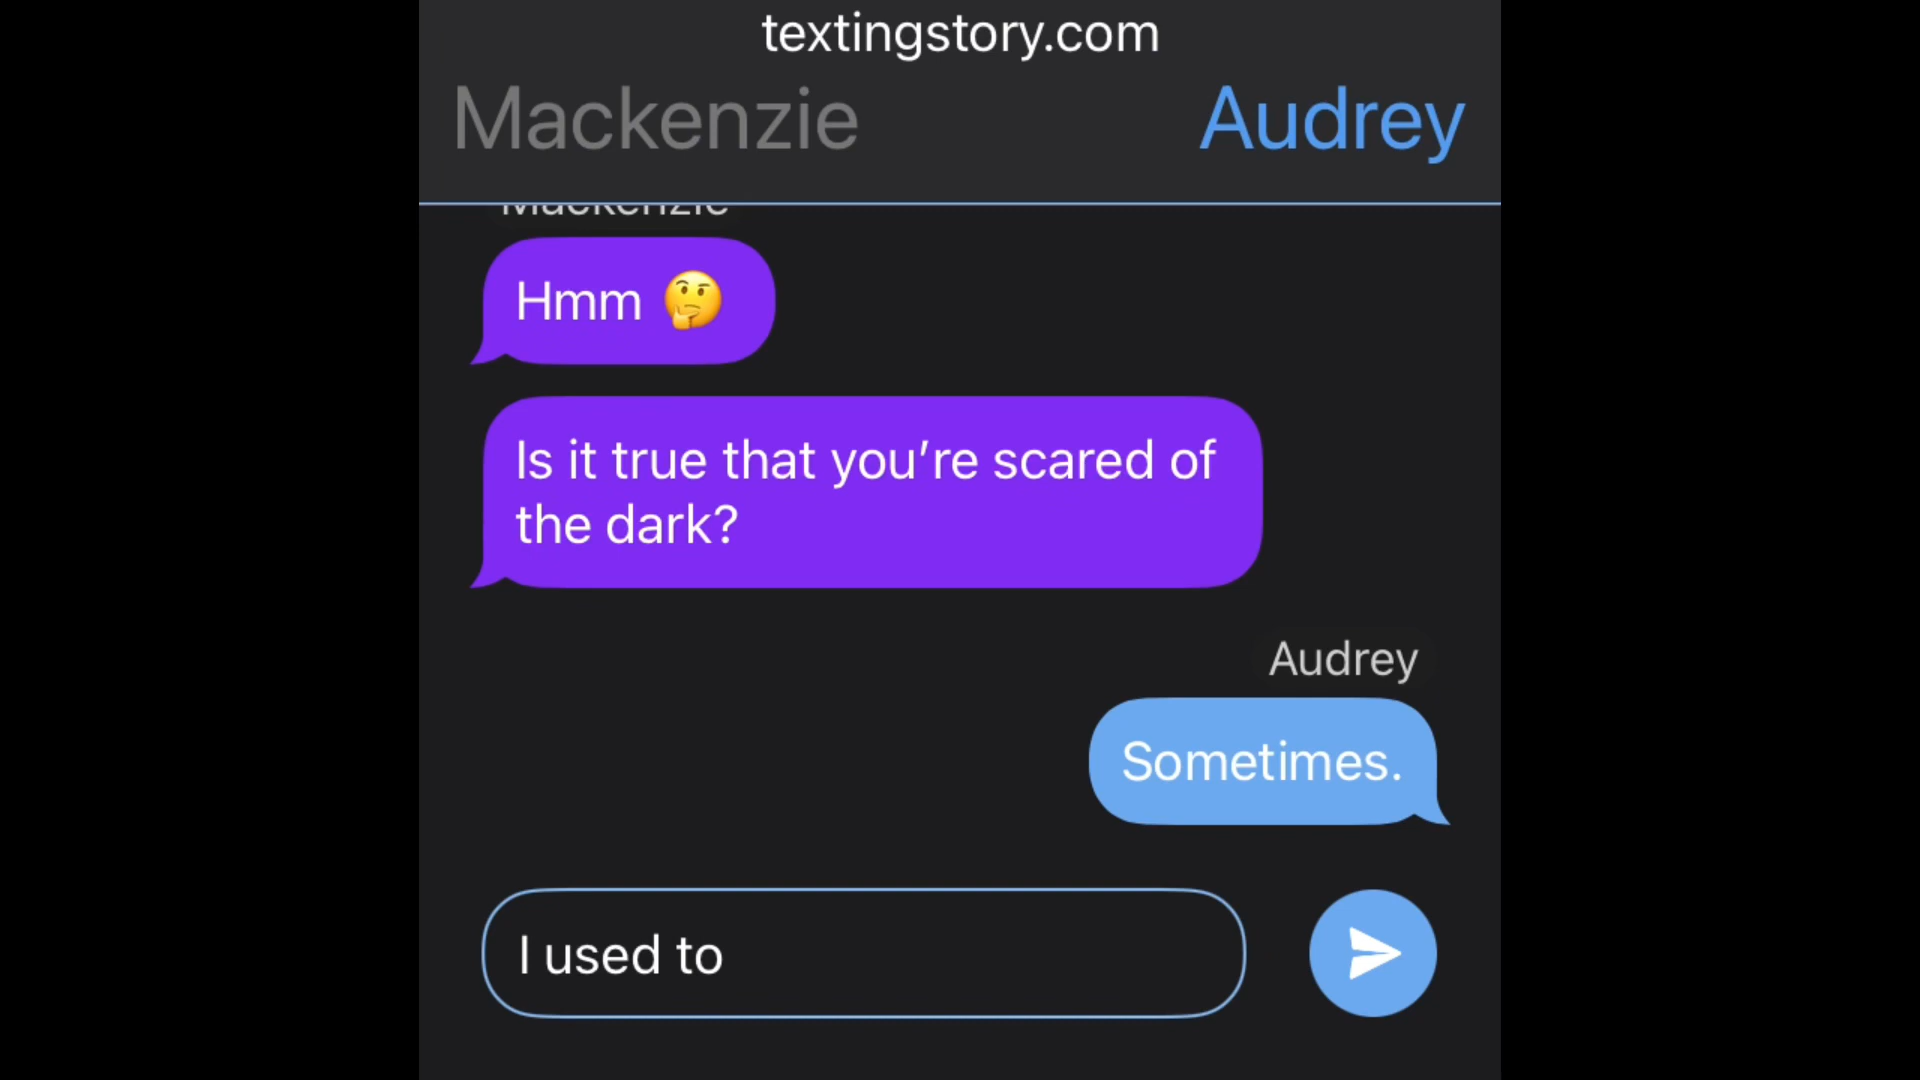 textingstory.com
Mackenzie Audrey
Mackenzie
Hmm 🤔
Is it true that you’re scared of
the dark?
Audrey
Sometimes.
I used to